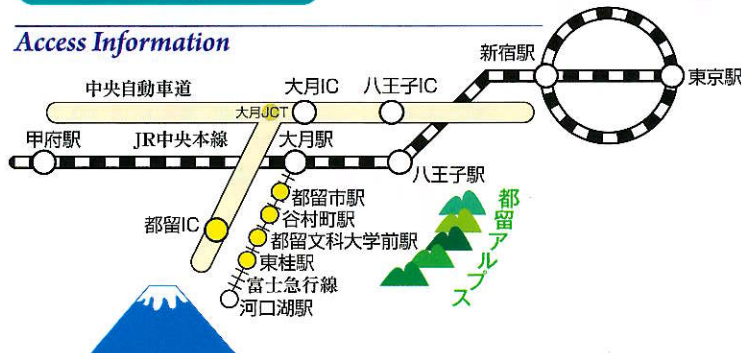 Access Information
新宿駅
東京駅
中央自動車道
大月IC
八王子IC
大月JCT
甲府駅
JR中央本線
大月駅
八王子駅
都留IC
都留市駅
谷村町駅
都留文科大学前駅
東桂駅
富士急行線
河口湖駅
都留アルプス